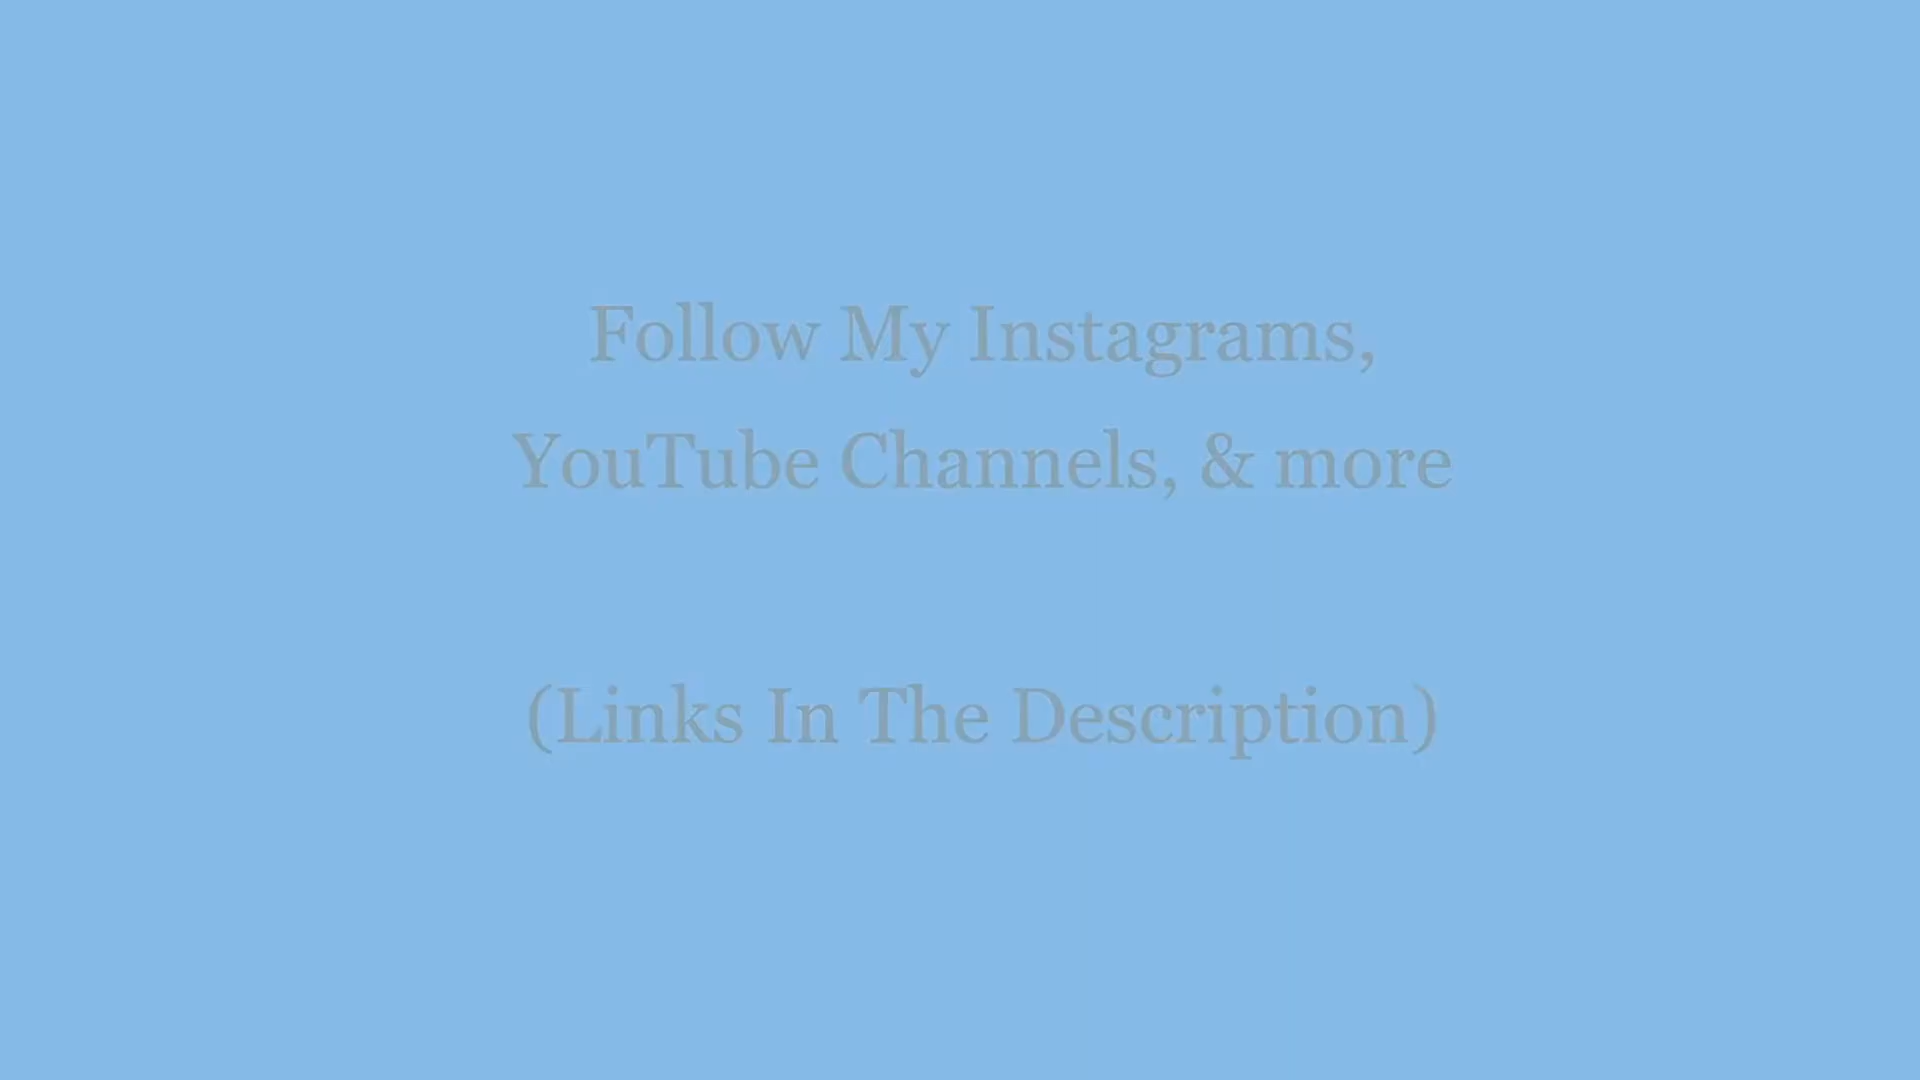 Follow My Instagrams,
YouTube Channels, & more
(Links In The Description)